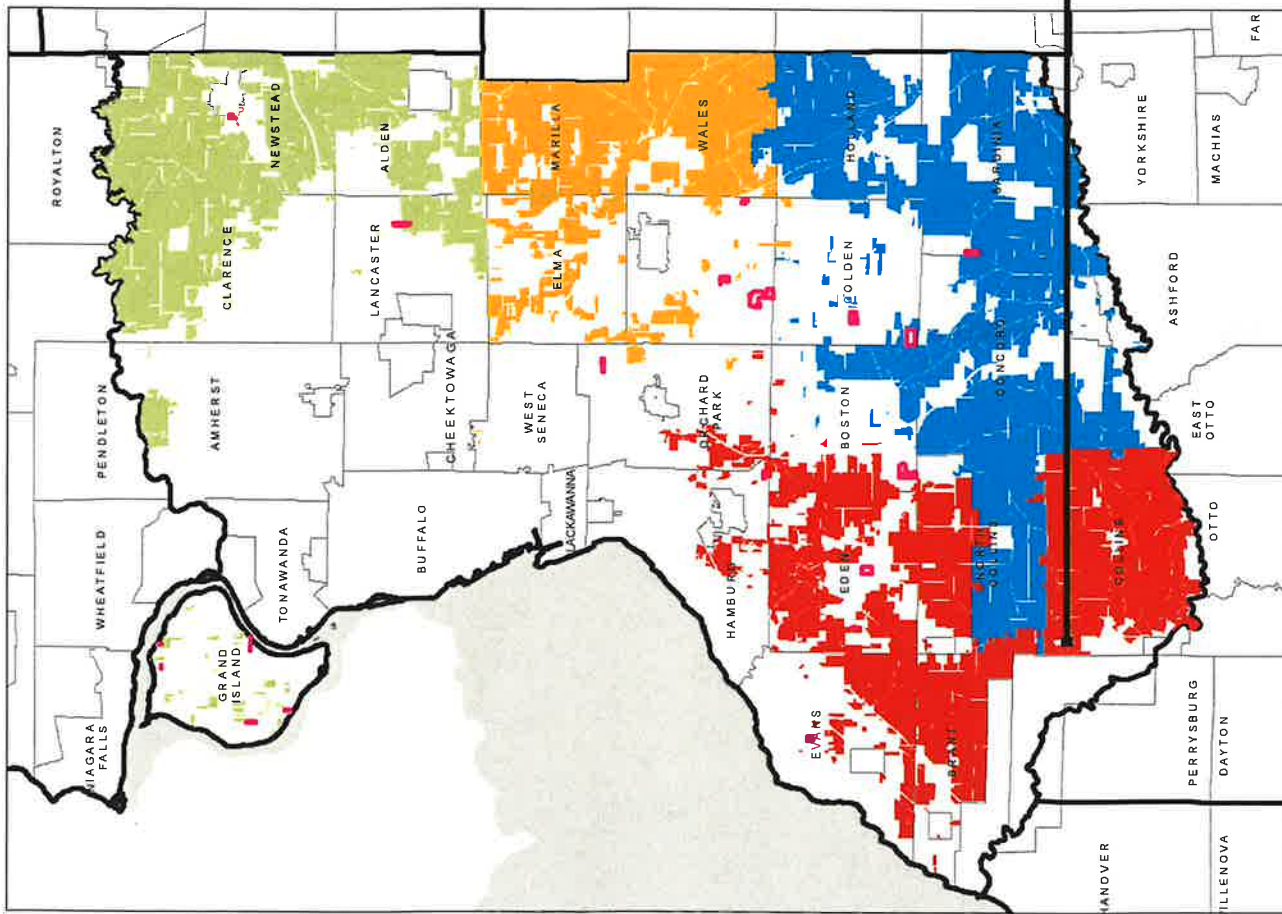 ROYALTON
PENDLETON
WHEATFIELD
NIAGARA
FALLS
NEWSTEAD
CLARENCE
AMHERST
GRAND
ISLAND
TONAWANDA
ALDEN
LANCASTER
CHEEKTOWAGA
BUFFALO
MARILLA
ELMA
WEST
SENECA
LACKAWANNA
WALES
ORCHARD
PARK
HAMBURG
HOLLAND
COLDEN
BOSTON
EDEN
EVANS
SARDINIA
CONCORD
NORTH
COLLINS
BRANT
COLLINS
YORKSHIRE
MACHIAS
FAR
ASHFORD
EAST
OTTO
OTTO
PERRYSBURG
DAYTON
HANOVER
VILLENOVA